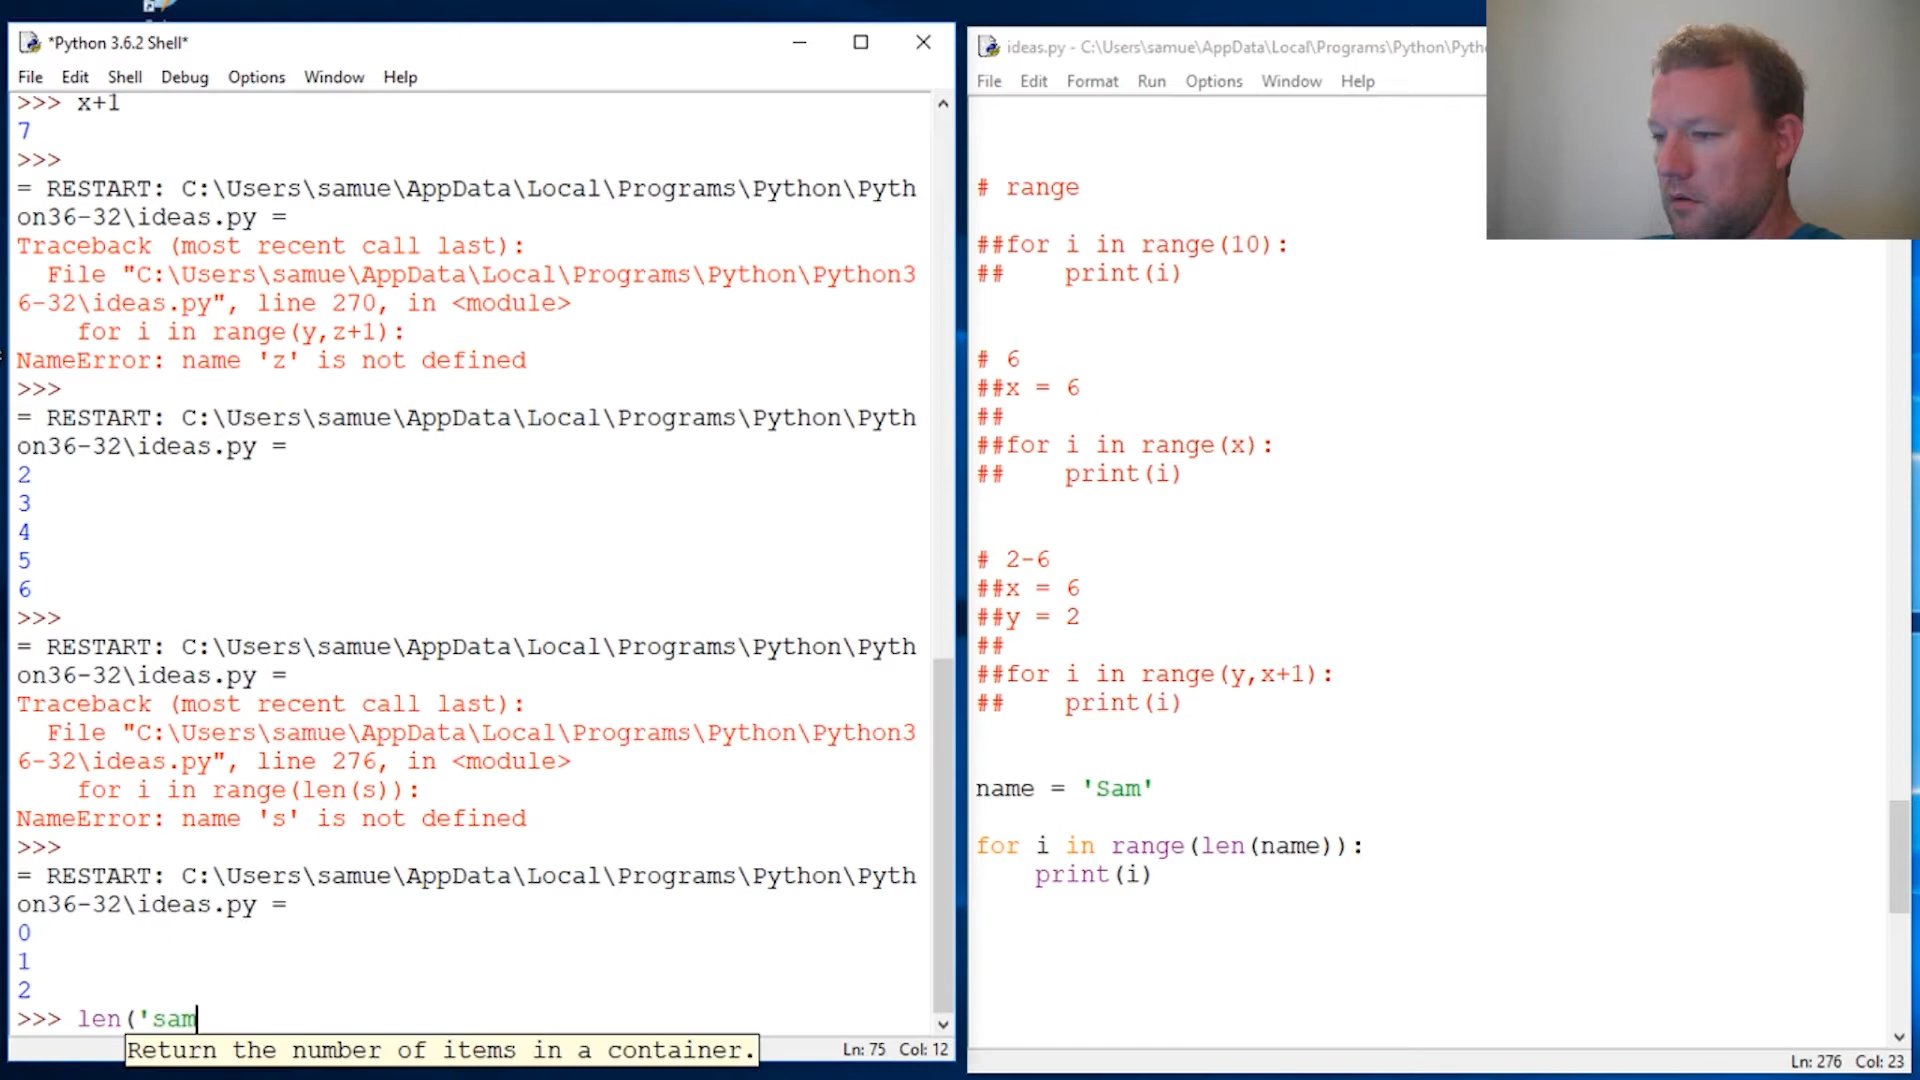 *Python 3.6.2 Shell*
File Edit Shell Debug Options Window Help
>>> x+1
7
>>>
= RESTART: C:\Users\samue\AppData\Local\Programs\Python\Pyth
on36-32\ideas.py =
Traceback (most recent call last):
  File "C:\Users\samue\AppData\Local\Programs\Python\Python3
6-32\ideas.py", line 270, in <module>
    for i in range(y,z+1):
NameError: name 'z' is not defined
>>>
= RESTART: C:\Users\samue\AppData\Local\Programs\Python\Pyth
on36-32\ideas.py =
2
3
4
5
6
>>>
= RESTART: C:\Users\samue\AppData\Local\Programs\Python\Pyth
on36-32\ideas.py =
Traceback (most recent call last):
  File "C:\Users\samue\AppData\Local\Programs\Python\Python3
6-32\ideas.py", line 276, in <module>
    for i in range(len(s)):
NameError: name 's' is not defined
>>>
= RESTART: C:\Users\samue\AppData\Local\Programs\Python\Pyth
on36-32\ideas.py =
0
1
2
>>> len('sam
Return the number of items in a container.
Ln: 75 Col: 12
ideas.py - C:\Users\samue\AppData\Local\Programs\Python\Pyth
File Edit Format Run Options Window Help
# range
##for i in range(10):
##    print(i)
# 6
##x = 6
##
##for i in range(x):
##    print(i)
# 2-6
##x = 6
##y = 2
##
##for i in range(y,x+1):
##    print(i)
name = 'Sam'
for i in range(len(name)):
    print(i)
Ln: 276 Col: 23